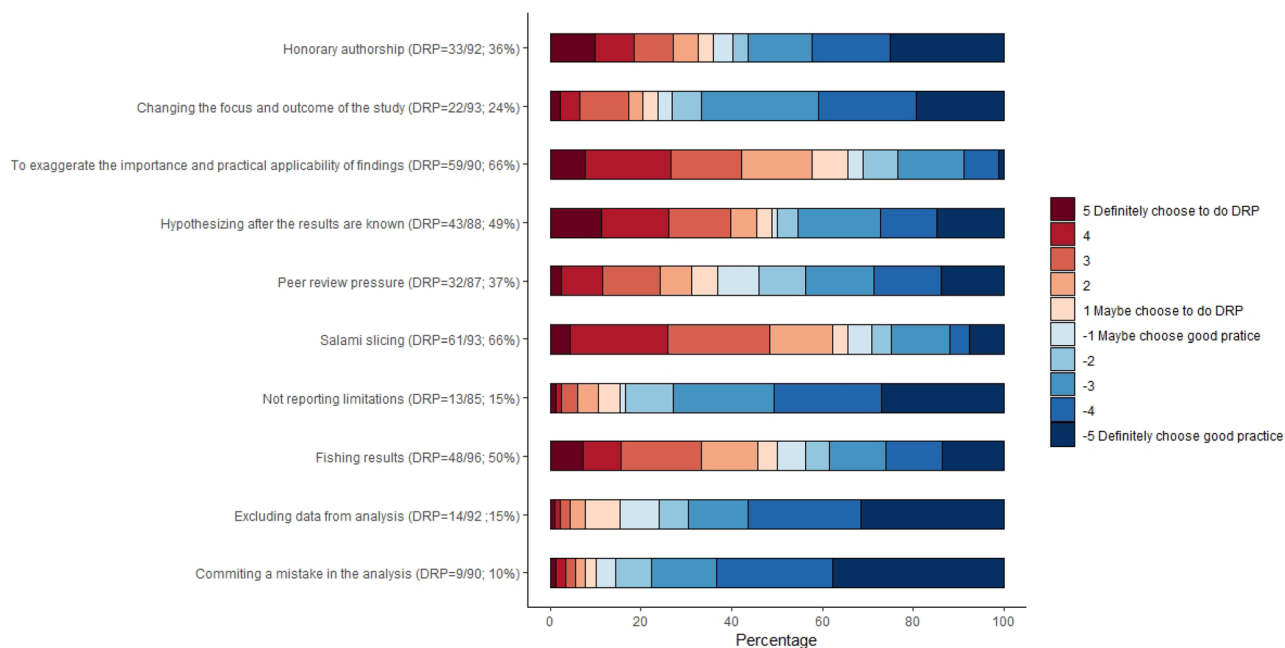 Honorary authorship (DRP=33/92; 36%)
Changing the focus and outcome of the study (DRP=22/93; 24%)
To exaggerate the importance and practical applicability of findings (DRP=59/90; 66%)
Hypothesizing after the results are known (DRP=43/88; 49%)
Peer review pressure (DRP=32/87; 37%)
Salami slicing (DRP=61/93; 66%)
Not reporting limitations (DRP=13/85; 15%)
Fishing results (DRP=48/96; 50%)
Excluding data from analysis (DRP=14/92 ;15%)
Commiting a mistake in the analysis (DRP=9/90; 10%)
0 20 40 60 80 100
Percentage
5 Definitely choose to do DRP
4
3
2
1 Maybe choose to do DRP
-1 Maybe choose good pratice
-2
-3
-4
-5 Definitely choose good practice